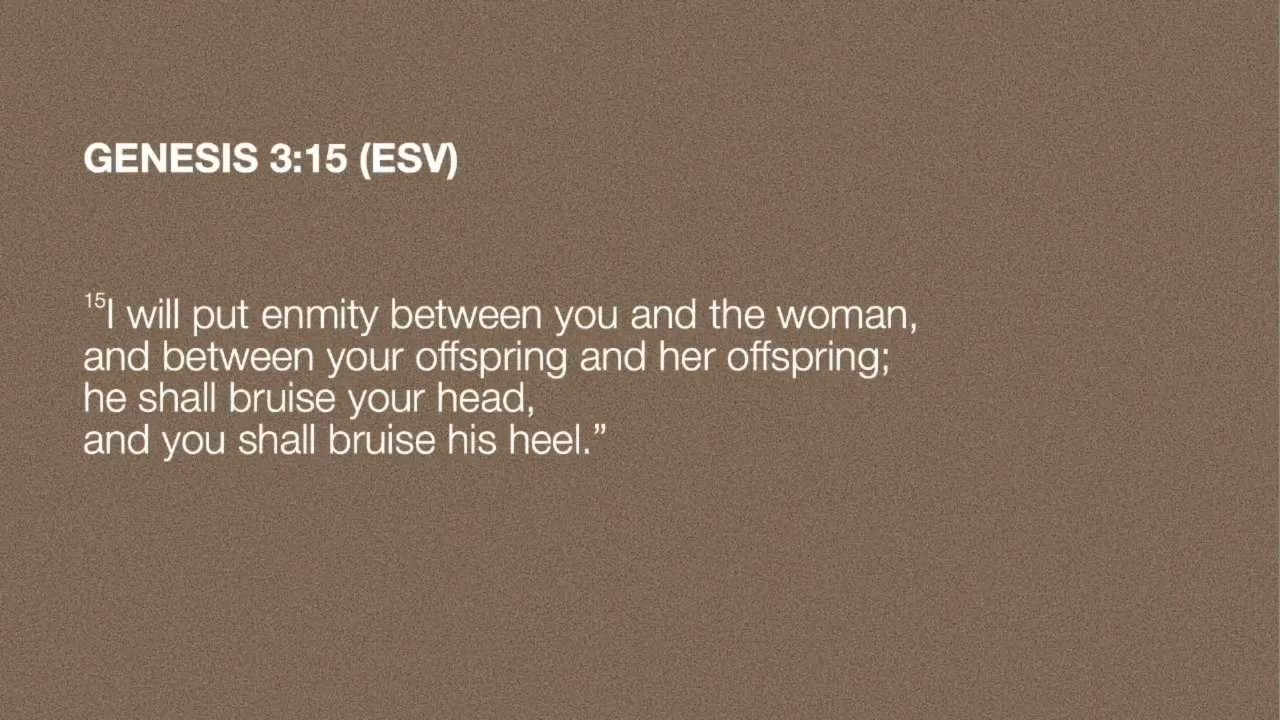 GENESIS 3:15 (ESV)
15I will put enmity between you and the woman,
and between your offspring and her offspring;
he shall bruise your head,
and you shall bruise his heel.”